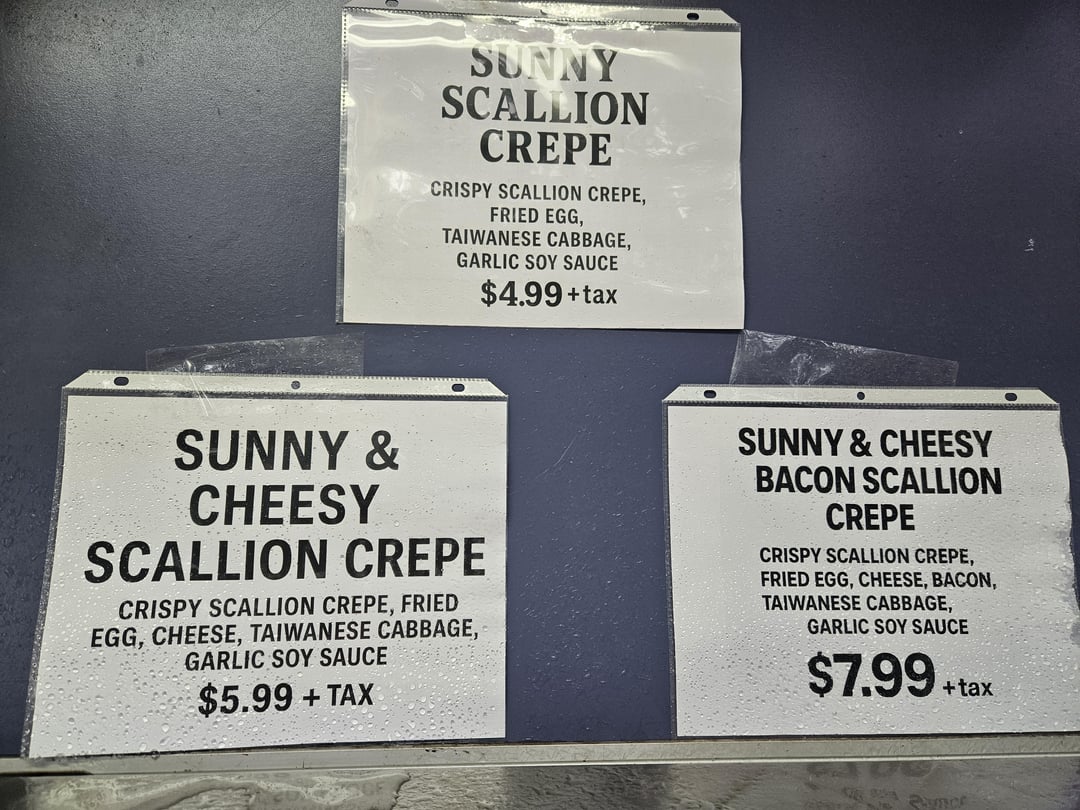 SUNNY
SCALLION
CREPE
CRISPY SCALLION CREPE,
FRIED EGG,
TAIWANESE CABBAGE,
GARLIC SOY SAUCE
$4.99+tax
SUNNY &
CHEESY
SCALLION CREPE
CRISPY SCALLION CREPE, FRIED
EGG, CHEESE, TAIWANESE CABBAGE,
GARLIC SOY SAUCE
$5.99 + TAX
SUNNY & CHEESY
BACON SCALLION
CREPE
CRISPY SCALLION CREPE,
FRIED EGG, CHEESE, BACON,
TAIWANESE CABBAGE,
GARLIC SOY SAUCE
$7.99 +tax